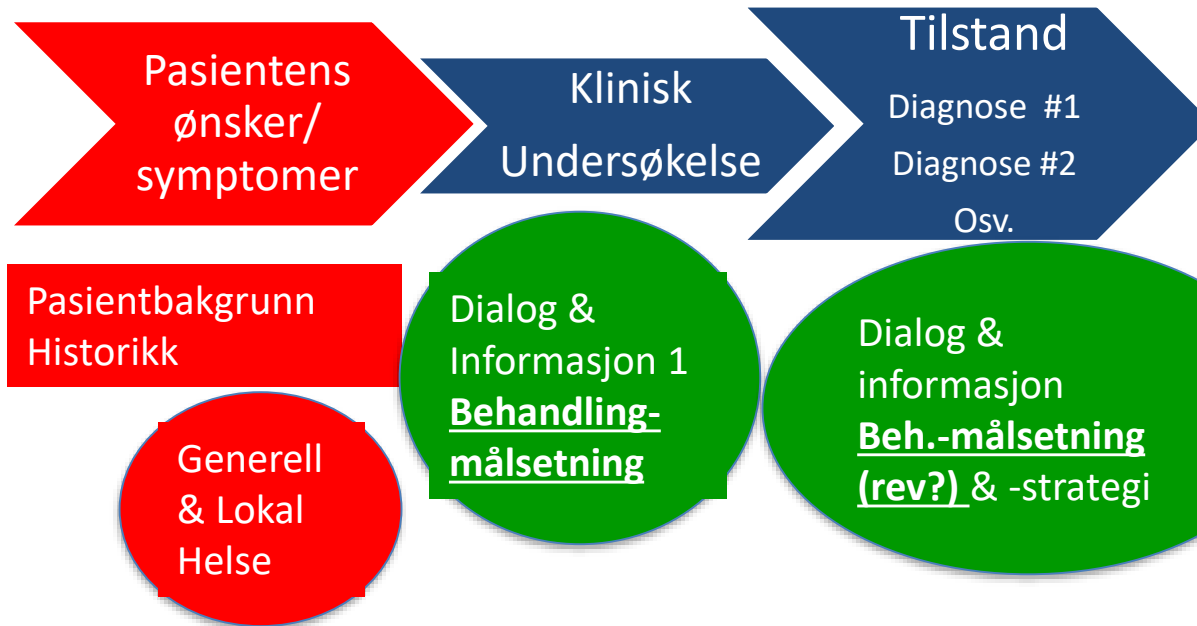 Pasientens
ønsker/
symptomer
Klinisk
Undersøkelse
Tilstand
Diagnose #1
Diagnose #2
Osv.
Pasientbakgrunn
Historikk
Generell
& Lokal
Helse
Dialog &
Informasjon 1
Behandling-
målsetning
Dialog &
informasjon
Beh.-målsetning
(rev?) & -strategi